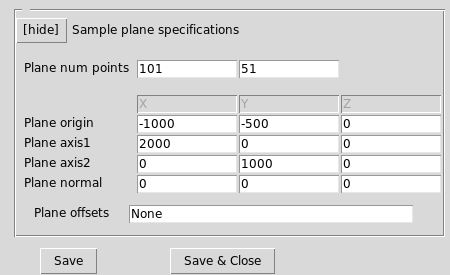 [hide] Sample plane specifications
Plane num points 101 51
X Y Z
Plane origin -1000 -500 0
Plane axis1 2000 0 0
Plane axis2 0 1000 0
Plane normal 0 0 0
Plane offsets None
Save Save & Close